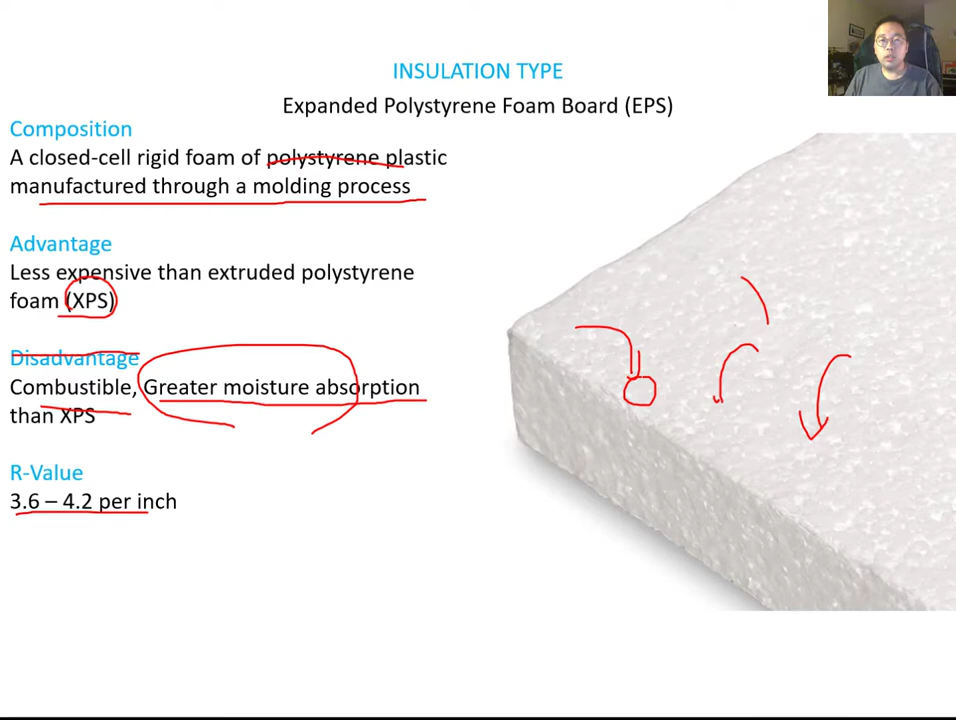 INSULATION TYPE
Expanded Polystyrene Foam Board (EPS)
Composition
A closed-cell rigid foam of polystyrene plastic
manufactured through a molding process
Advantage
Less expensive than extruded polystyrene
foam (XPS)
Disadvantage
Combustible, Greater moisture absorption
than XPS
R-Value
3.6 – 4.2 per inch